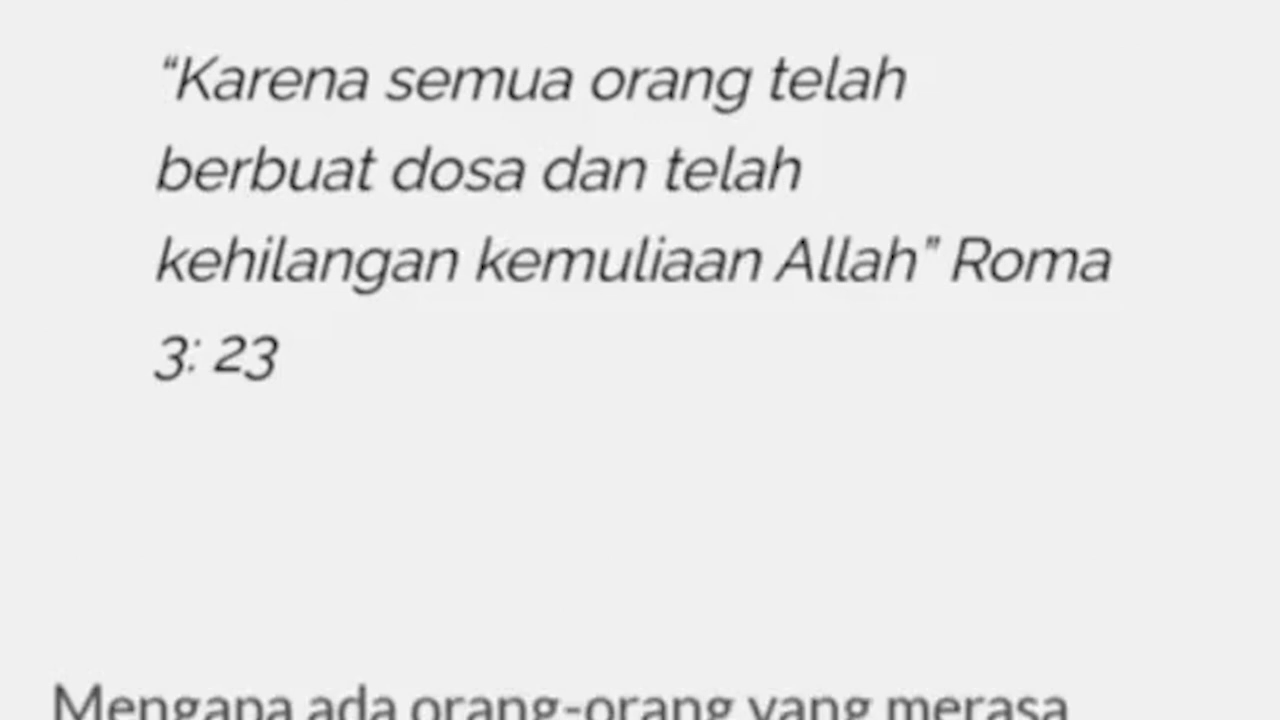 “Karena semua orang telah
berbuat dosa dan telah
kehilangan kemuliaan Allah” Roma
3: 23
Mengapa ada orang-orang yang merasa